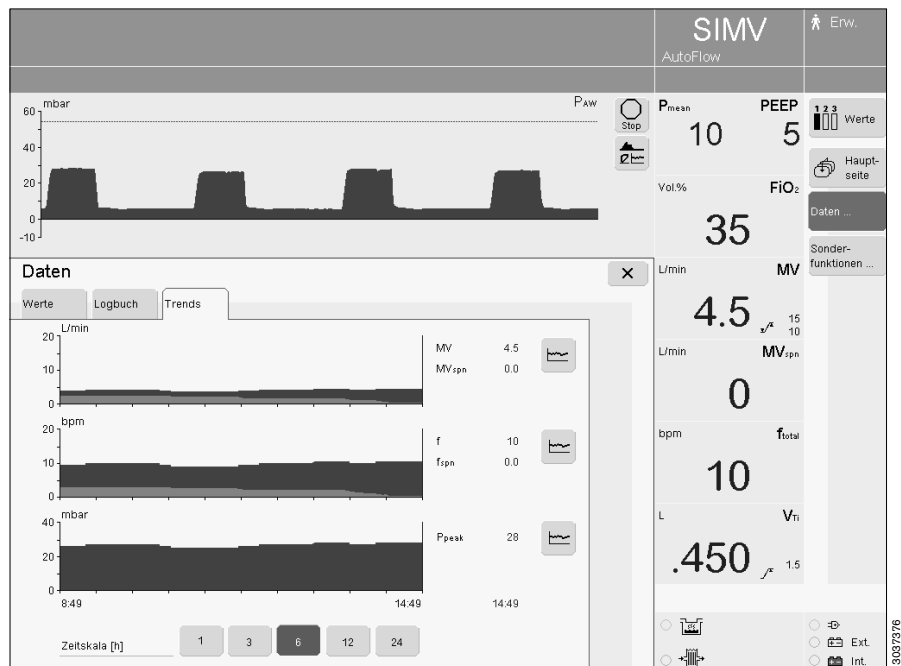 SIMV
AutoFlow
Erw.
mbar
PAW
60
40
20
0
-10
Stop
Pmean PEEP
10 5
Vol.% FiO2
35
L/min MV
4.5 15
10
L/min MVspn
0
bpm ftotal
10
L VTi
.450 1.5
1 2 3
Werte
Haupt-
seite
Daten ...
Sonder-
funktionen ...
Daten
Werte Logbuch Trends
L/min
20
10
0
MV 4.5
MVspn 0.0
bpm
20
10
0
f 10
fspn 0.0
mbar
40
20
0
Ppeak 28
8:49 14:49 14:49
Zeitskala [h] 1 3 6 12 24
Ext.
Int.
3037376